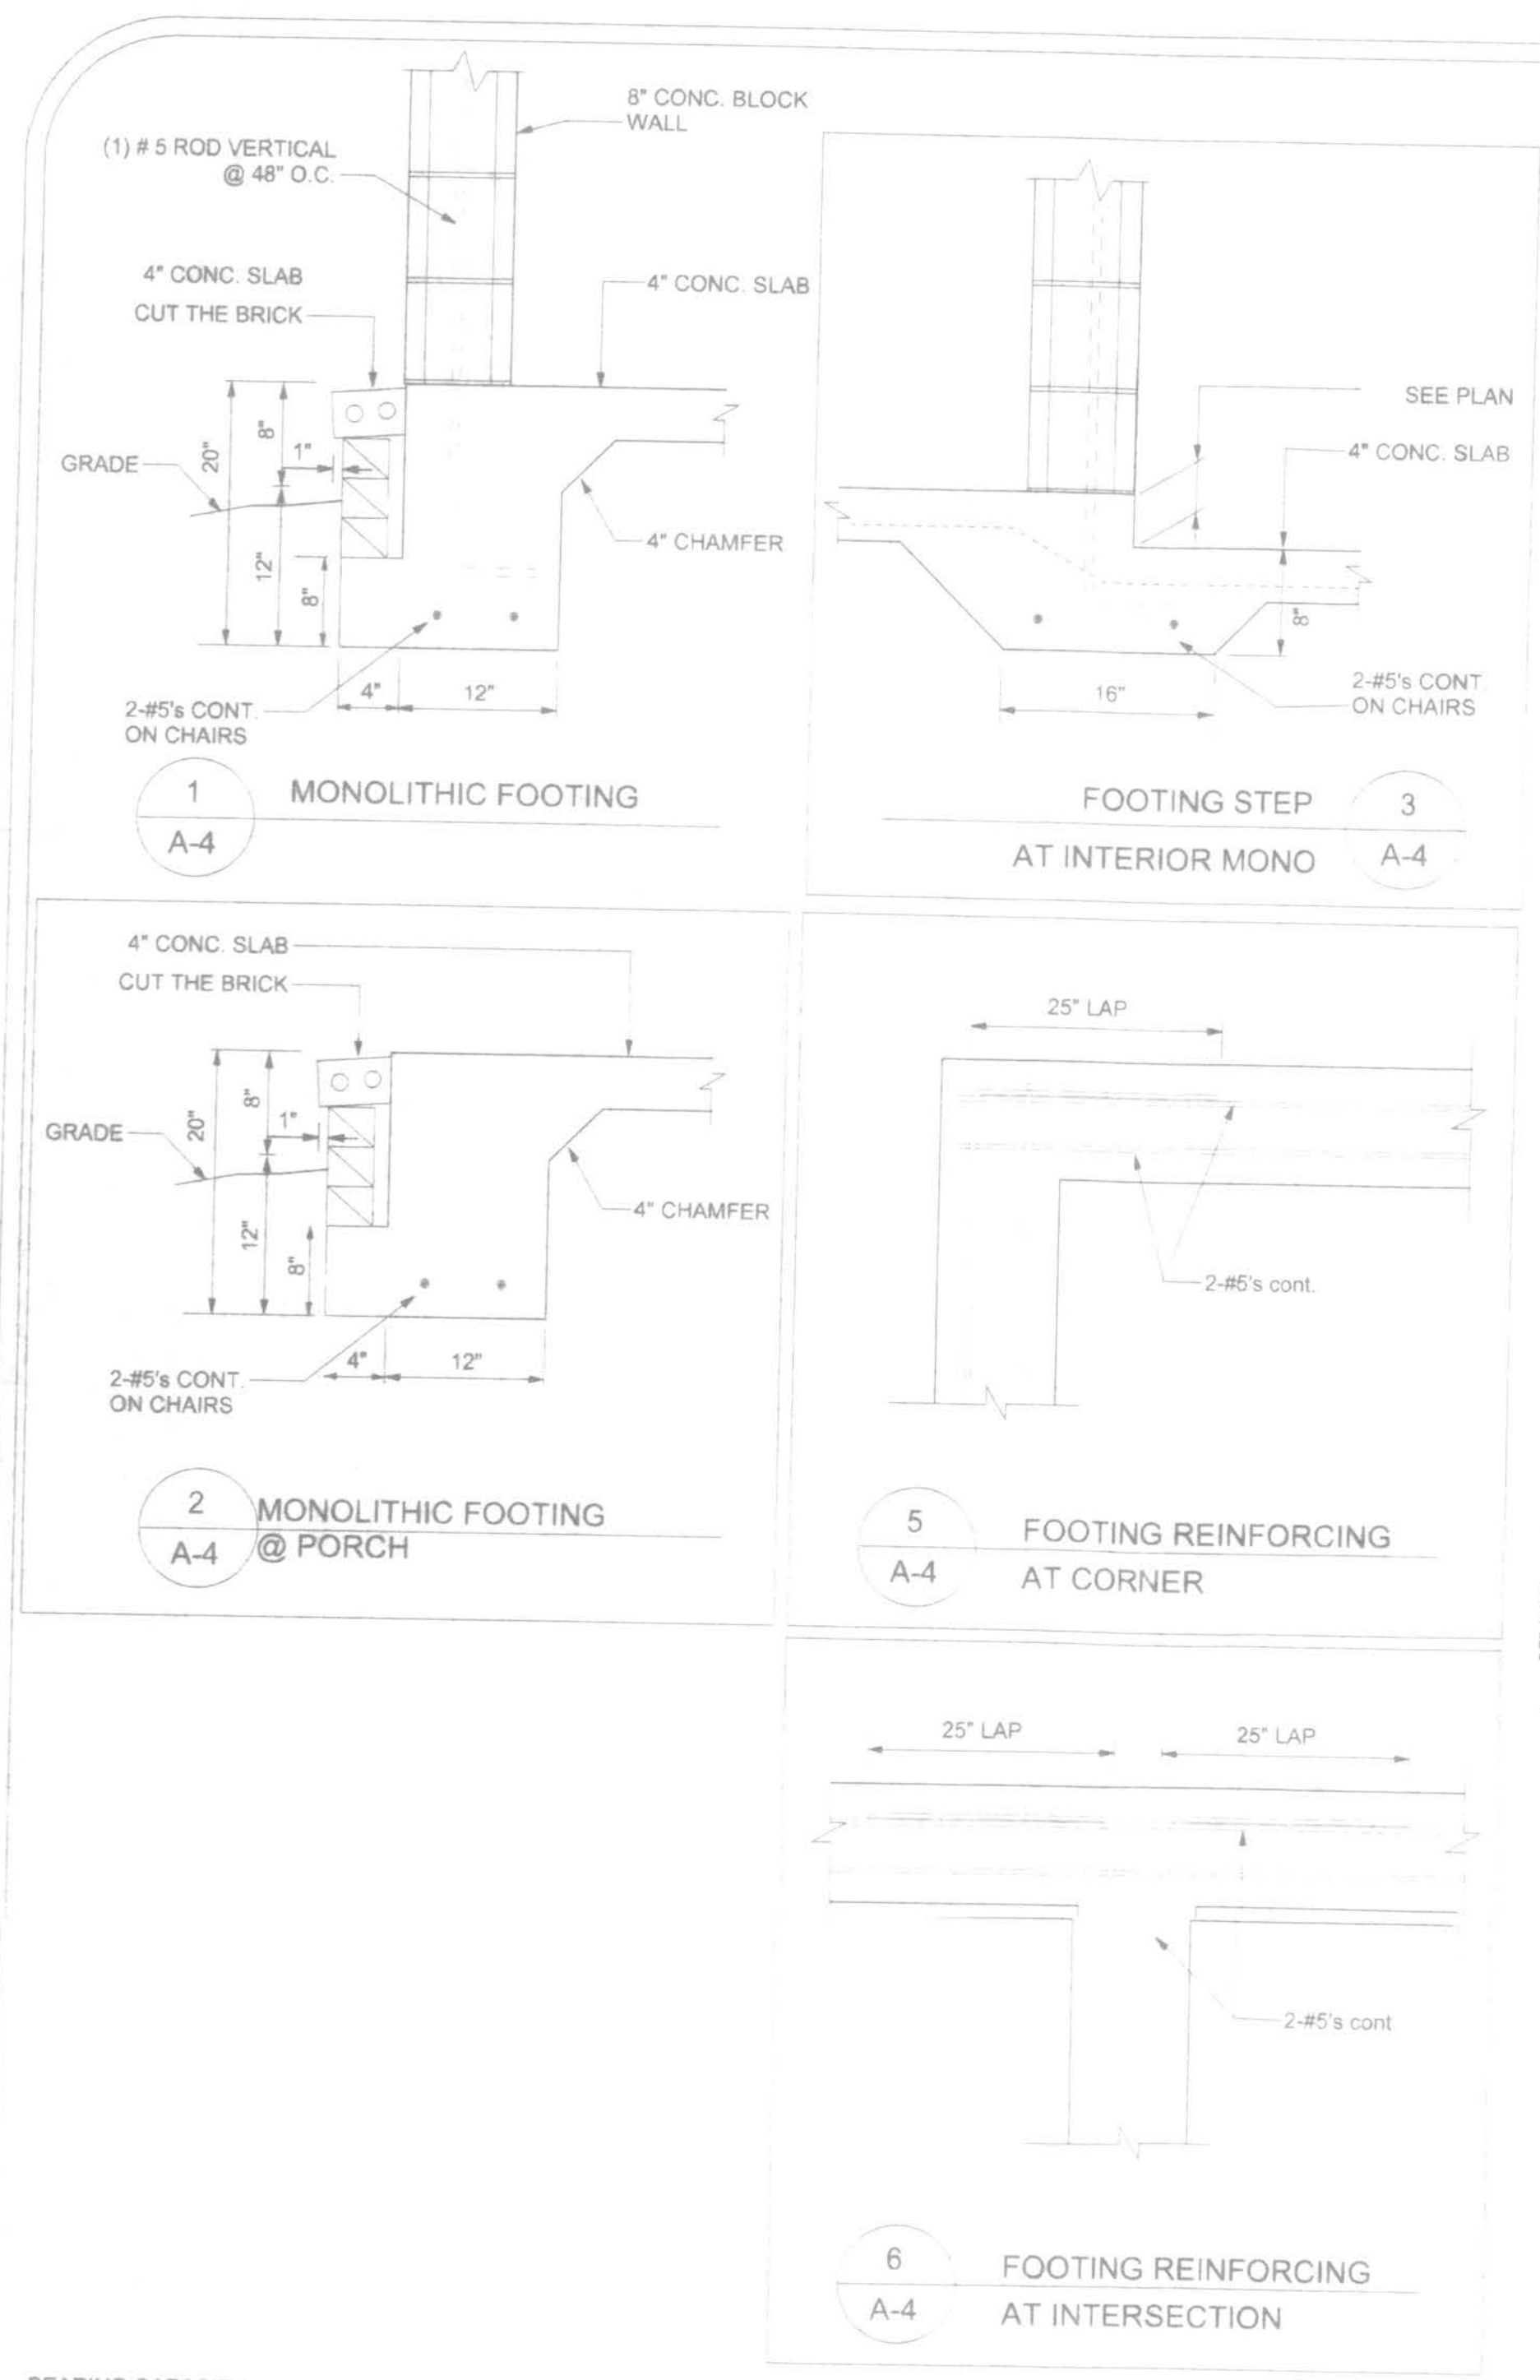 8" CONC. BLOCK
WALL
(1) # 5 ROD VERTICAL
@ 48" O.C.
4" CONC. SLAB
CUT THE BRICK
4" CONC. SLAB
20"
8"
1"
GRADE
12"
8"
4" CHAMFER
4"
12"
2-#5's CONT.
ON CHAIRS
1
A-4
MONOLITHIC FOOTING
SEE PLAN
4" CONC. SLAB
8"
16"
2-#5's CONT.
ON CHAIRS
FOOTING STEP
AT INTERIOR MONO
3
A-4
4" CONC. SLAB
CUT THE BRICK
20"
8"
1"
GRADE
12"
8"
4" CHAMFER
4"
12"
2-#5's CONT.
ON CHAIRS
2
A-4
MONOLITHIC FOOTING
@ PORCH
25" LAP
2-#5's cont.
5
A-4
FOOTING REINFORCING
AT CORNER
25" LAP
25" LAP
2-#5's cont
6
A-4
FOOTING REINFORCING
AT INTERSECTION